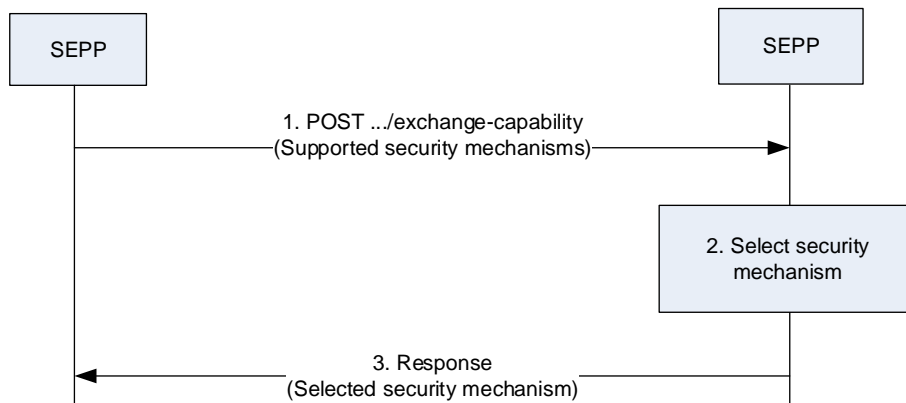 SEPP
SEPP
1. POST .../exchange-capability
(Supported security mechanisms)
2. Select security
mechanism
3. Response
(Selected security mechanism)